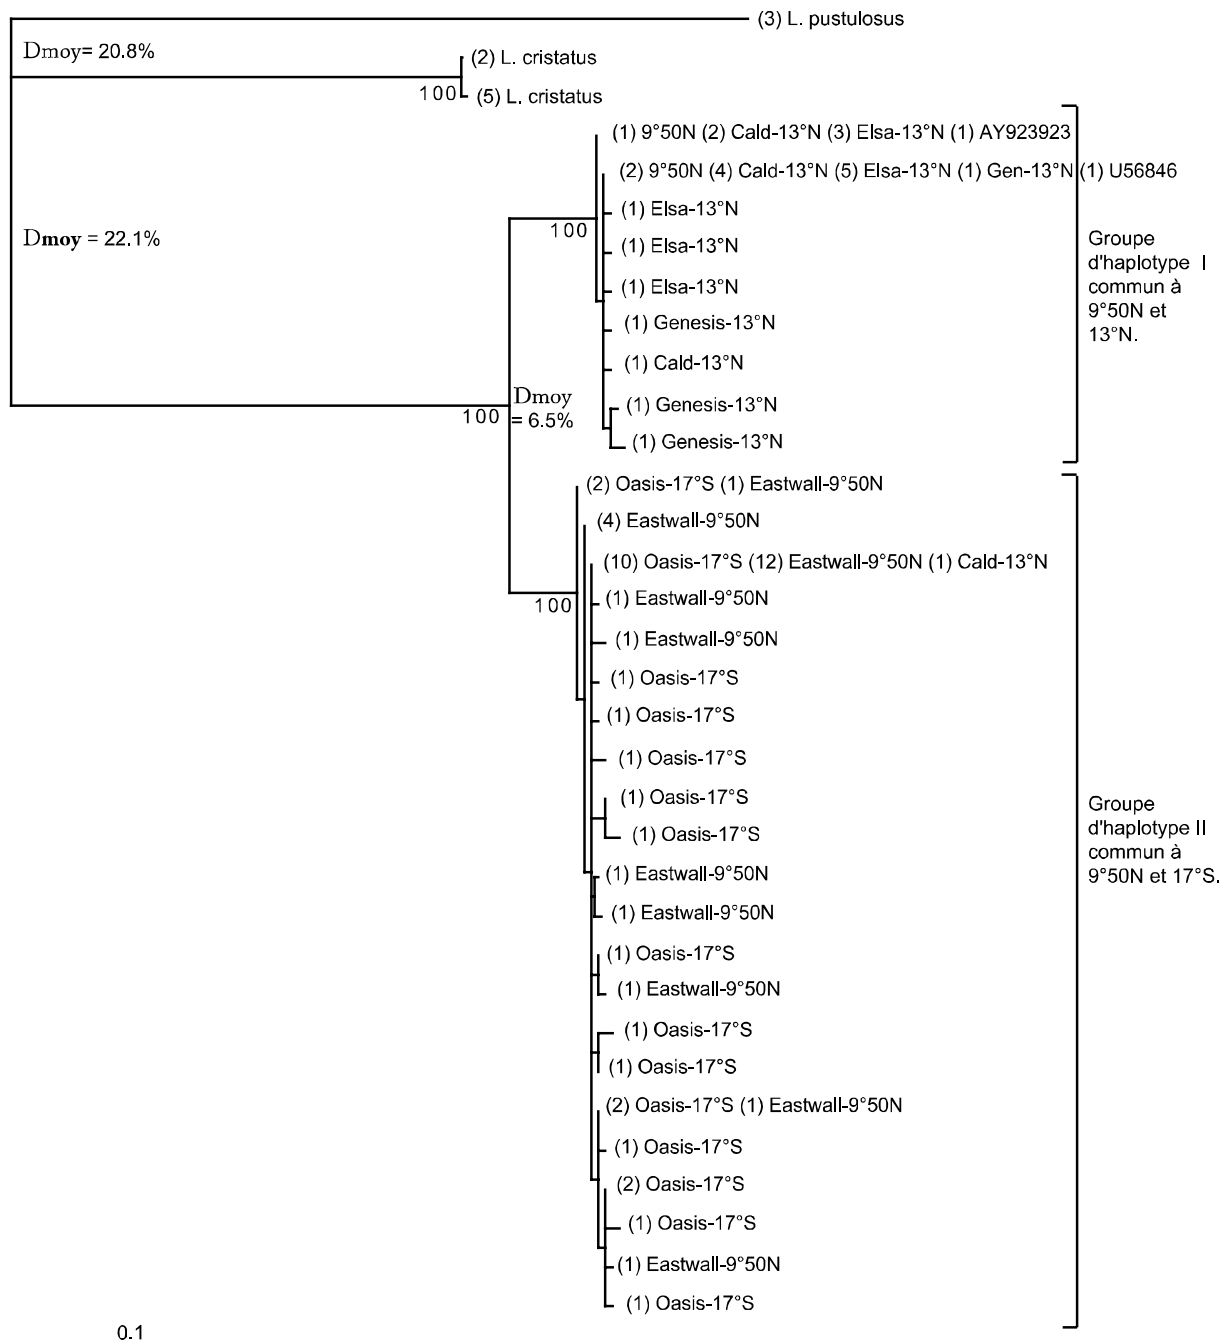 (3) L. pustulosus
Dmoy= 20.8%
(2) L. cristatus
100
(5) L. cristatus
(1) 9°50N (2) Cald-13°N (3) Elsa-13°N (1) AY923923
(2) 9°50N (4) Cald-13°N (5) Elsa-13°N (1) Gen-13°N (1) U56846
(1) Elsa-13°N
100
Dmoy = 22.1%
(1) Elsa-13°N
(1) Elsa-13°N
(1) Genesis-13°N
(1) Cald-13°N
Groupe
d'haplotype I
commun à
9°50N et
13°N.
Dmoy
= 6.5%
100
(1) Genesis-13°N
(1) Genesis-13°N
(2) Oasis-17°S (1) Eastwall-9°50N
(4) Eastwall-9°50N
(10) Oasis-17°S (12) Eastwall-9°50N (1) Cald-13°N
(1) Eastwall-9°50N
100
(1) Eastwall-9°50N
(1) Oasis-17°S
(1) Oasis-17°S
(1) Oasis-17°S
(1) Oasis-17°S
(1) Oasis-17°S
Groupe
d'haplotype II
commun à
9°50N et 17°S.
(1) Eastwall-9°50N
(1) Eastwall-9°50N
(1) Oasis-17°S
(1) Eastwall-9°50N
(1) Oasis-17°S
(1) Oasis-17°S
(2) Oasis-17°S (1) Eastwall-9°50N
(1) Oasis-17°S
(2) Oasis-17°S
(1) Oasis-17°S
(1) Eastwall-9°50N
(1) Oasis-17°S
0.1